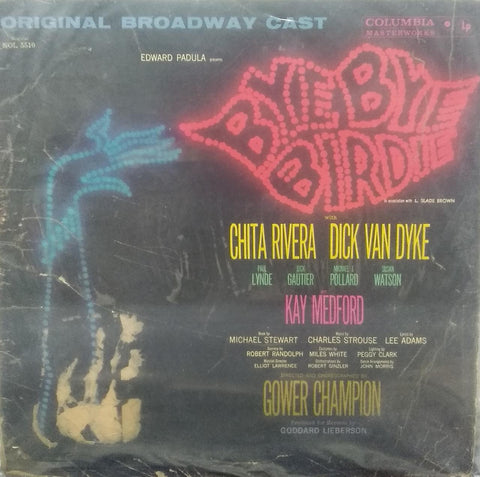 ORIGINAL BROADWAY CAST
COLUMBIA Lp
MASTERWORKS
KOL 5510
EDWARD PADULA presents
BYE BYE
BIRDIE
in association with L. SLADE BROWN
with
CHITA RIVERA DICK VAN DYKE
PAUL LYNDE DICK GAUTIER MICHAEL J. POLLARD SUSAN WATSON
KAY MEDFORD
Book by MICHAEL STEWART Music by CHARLES STROUSE Lyrics by LEE ADAMS
Scenery by ROBERT RANDOLPH Costumes by MILES WHITE Lighting by PEGGY CLARK
Musical Director ELLIOT LAWRENCE Orchestrations by ROBERT GINZLER Dance Arrangements by JOHN MORRIS
DIRECTED AND CHOREOGRAPHED BY
GOWER CHAMPION
Produced for Records by
GODDARD LIEBERSON